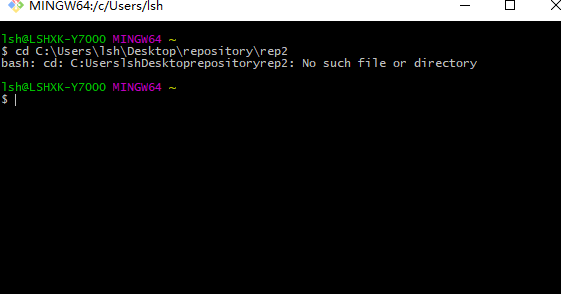 MINGW64:/c/Users/lsh
lsh@LSHXK-Y7000 MINGW64 ~
$ cd C:\Users\lsh\Desktop\repository\rep2
bash: cd: C:UserslshDesktoprepositoryrep2: No such file or directory
lsh@LSHXK-Y7000 MINGW64 ~
$